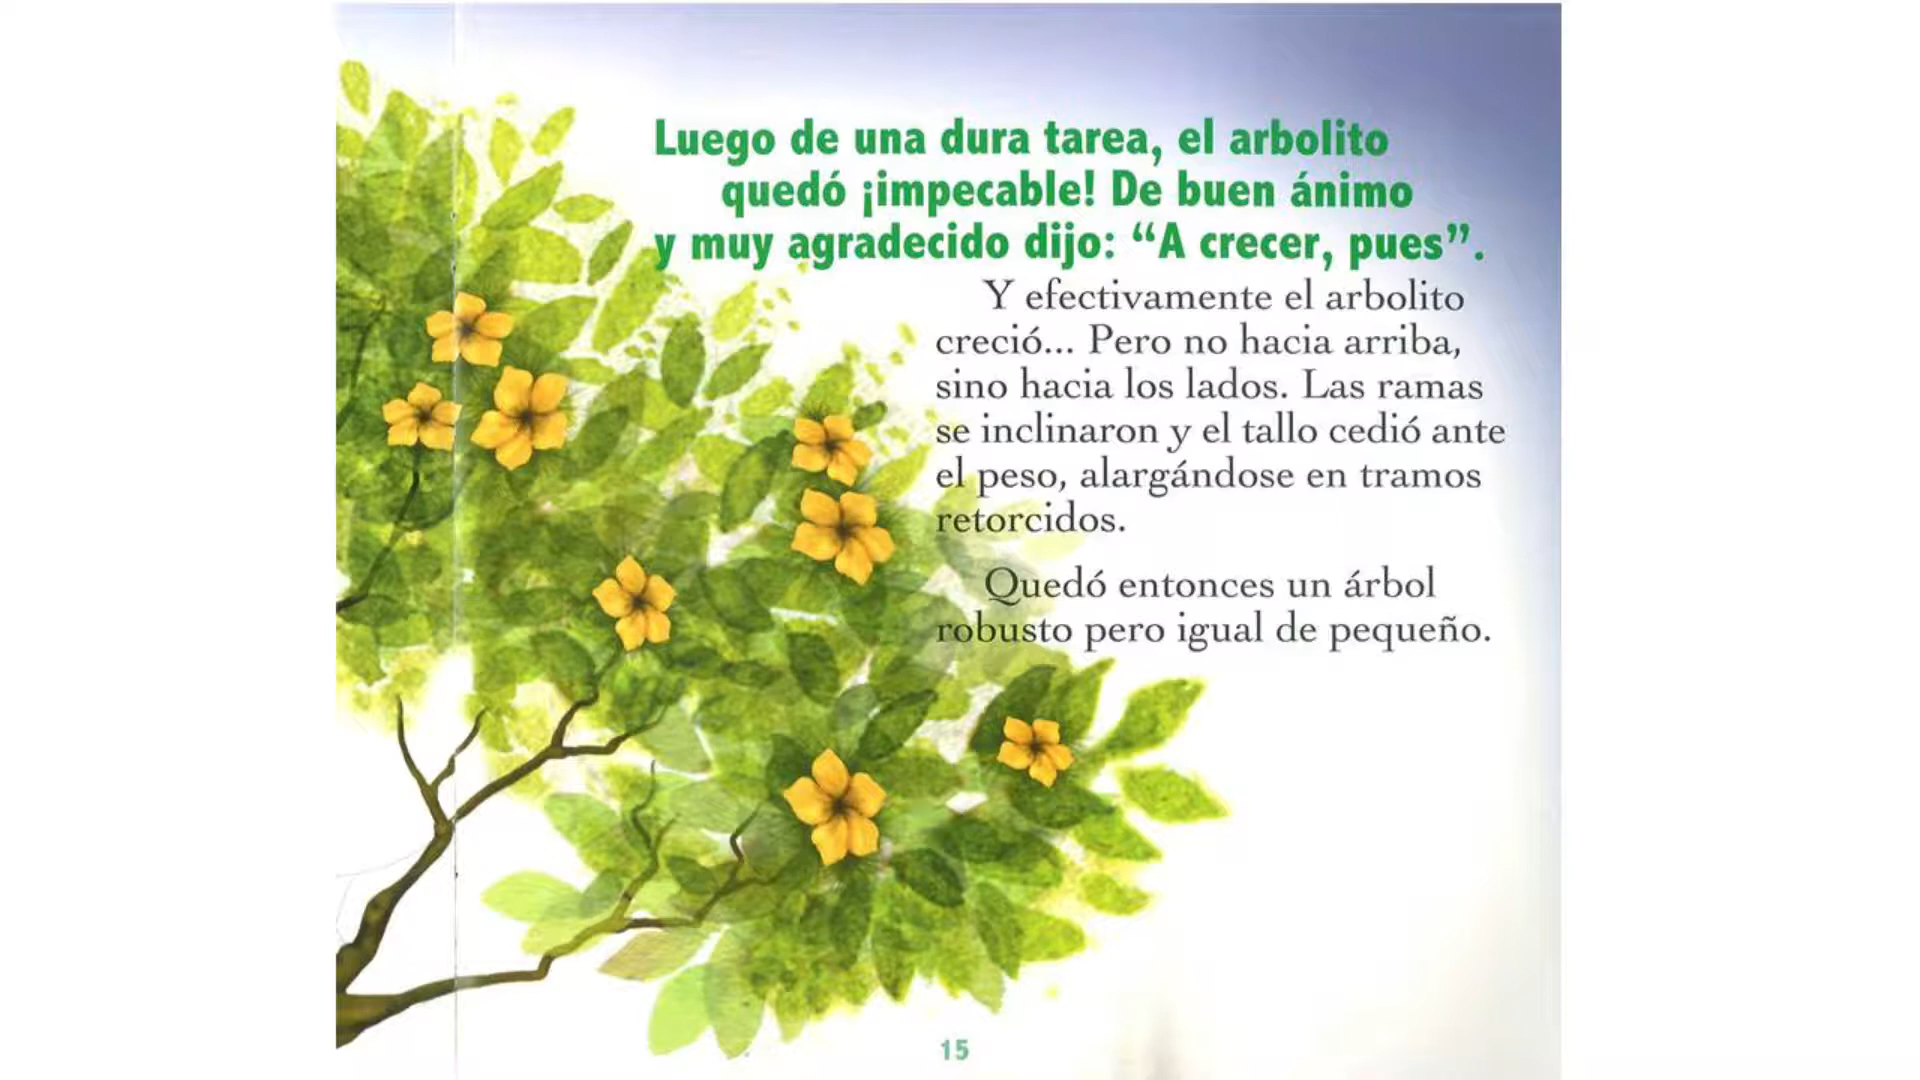 Luego de una dura tarea, el arbolito
quedó ¡impecable! De buen ánimo
y muy agradecido dijo: “A crecer, pues”.
Y efectivamente el arbolito
creció... Pero no hacia arriba,
sino hacia los lados. Las ramas
se inclinaron y el tallo cedió ante
el peso, alargándose en tramos
retorcidos.
Quedó entonces un árbol
robusto pero igual de pequeño.
15